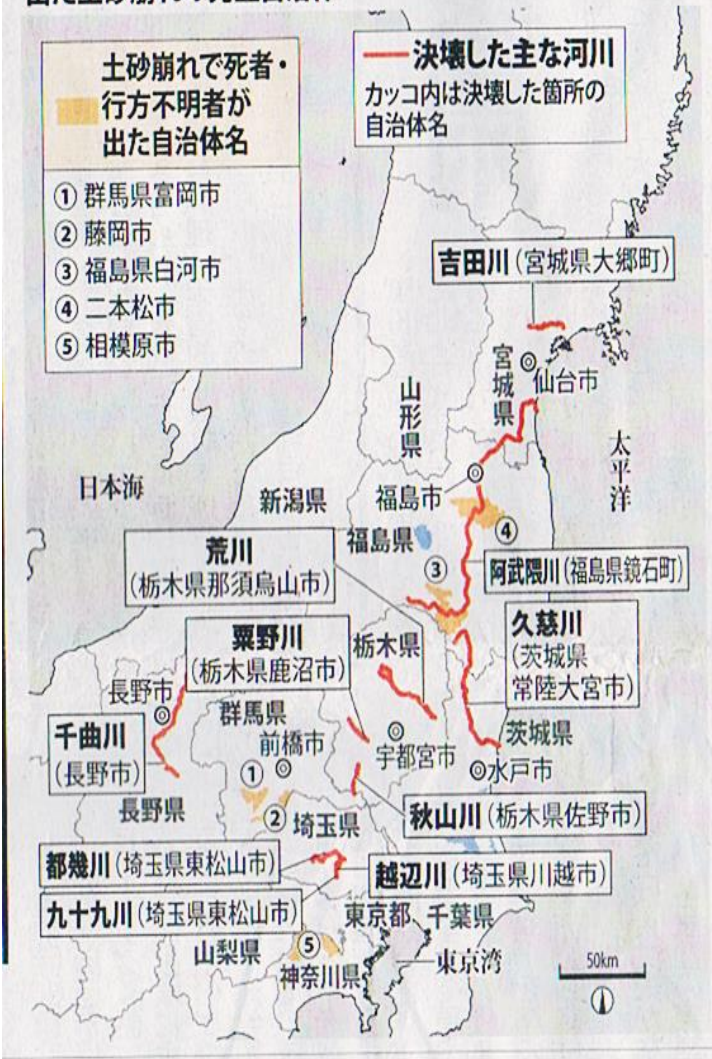 土砂崩れで死者・
行方不明者が
出た自治体名
① 群馬県富岡市
② 藤岡市
③ 福島県白河市
④ 二本松市
⑤ 相模原市
決壊した主な河川
カッコ内は決壊した箇所の
自治体名
吉田川(宮城県大郷町)
宮城県
仙台市
山形県
太平洋
日本海
新潟県
福島市
④
福島県
荒川
(栃木県那須烏山市)
③
阿武隈川(福島県鏡石町)
粟野川
(栃木県鹿沼市)
栃木県
久慈川
(茨城県
常陸大宮市)
長野市
群馬県
千曲川
(長野市)
前橋市
宇都宮市
茨城県
①
水戸市
長野県
②
埼玉県
秋山川(栃木県佐野市)
都幾川(埼玉県東松山市)
越辺川(埼玉県川越市)
九十九川(埼玉県東松山市)
東京都
千葉県
山梨県
⑤
東京湾
神奈川県
50km